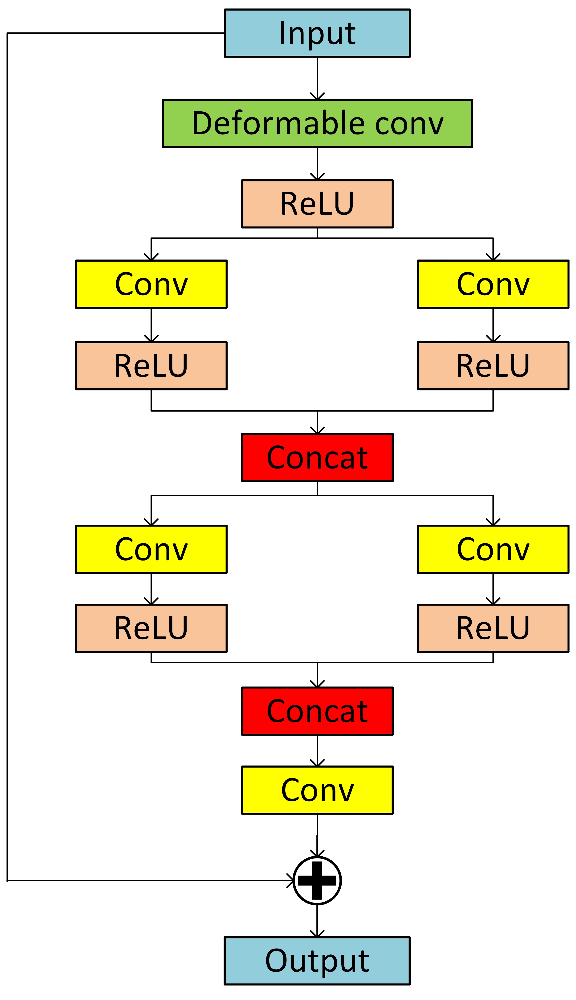 Input
Deformable conv
ReLU
Conv
Conv
ReLU
ReLU
Concat
Conv
Conv
ReLU
ReLU
Concat
Conv
Output